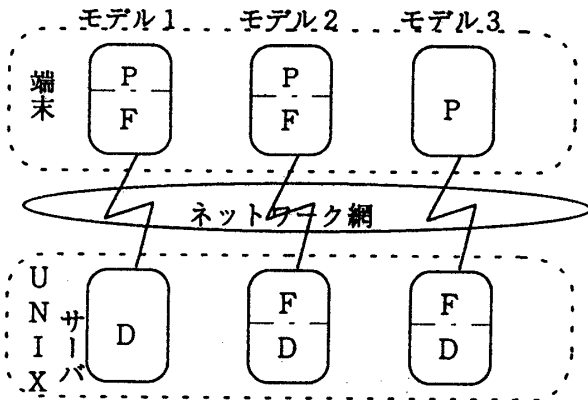 モデル1 モデル2 モデル3
端末
P P P
F F
ネットワーク網
UNIX
サーバ
D F F
D D